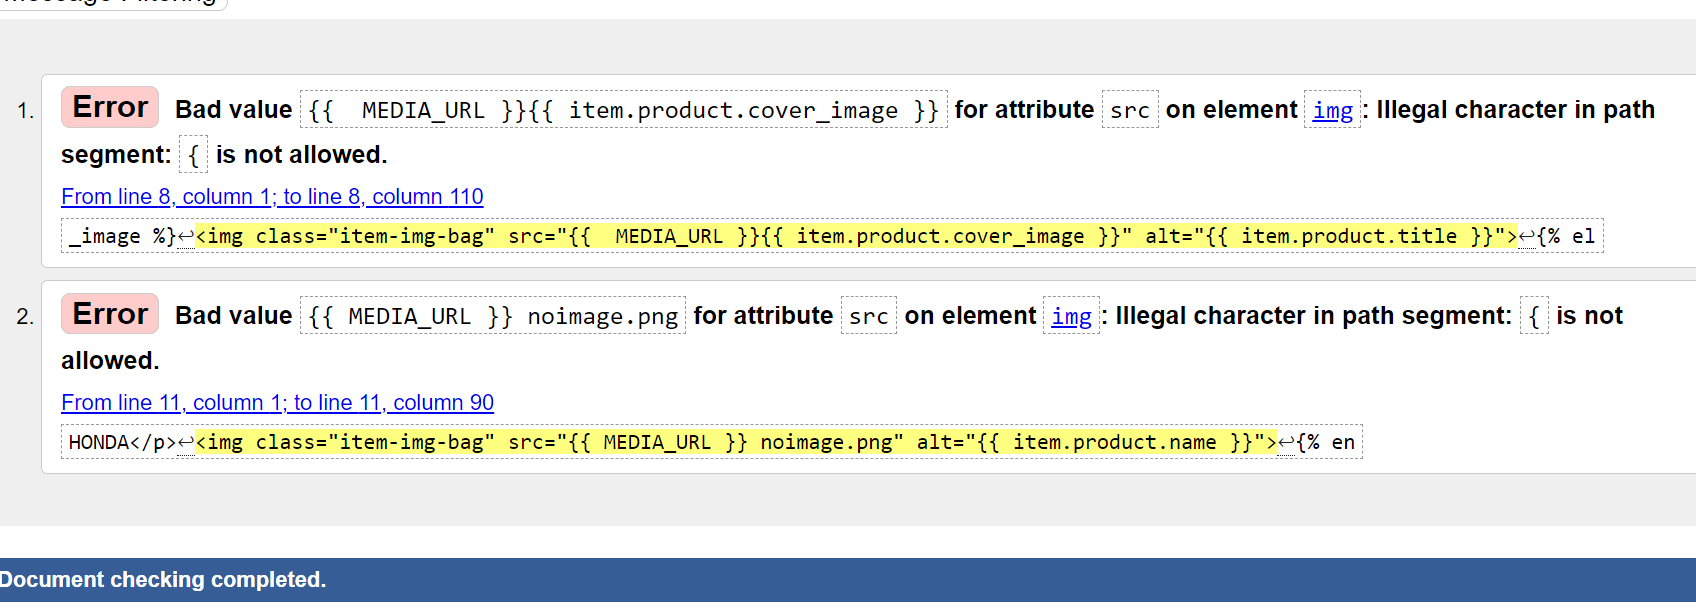 Message Filtering
1. Error Bad value {{  MEDIA_URL }}{{ item.product.cover_image }} for attribute src on element img: Illegal character in path
segment: { is not allowed.
From line 8, column 1; to line 8, column 110
_image %}↩<img class="item-img-bag" src="{{  MEDIA_URL }}{{ item.product.cover_image }}" alt="{{ item.product.title }}">↩{% el
2. Error Bad value {{ MEDIA_URL }} noimage.png for attribute src on element img: Illegal character in path segment: { is not
allowed.
From line 11, column 1; to line 11, column 90
HONDA</p>↩<img class="item-img-bag" src="{{ MEDIA_URL }} noimage.png" alt="{{ item.product.name }}">↩{% en
Document checking completed.